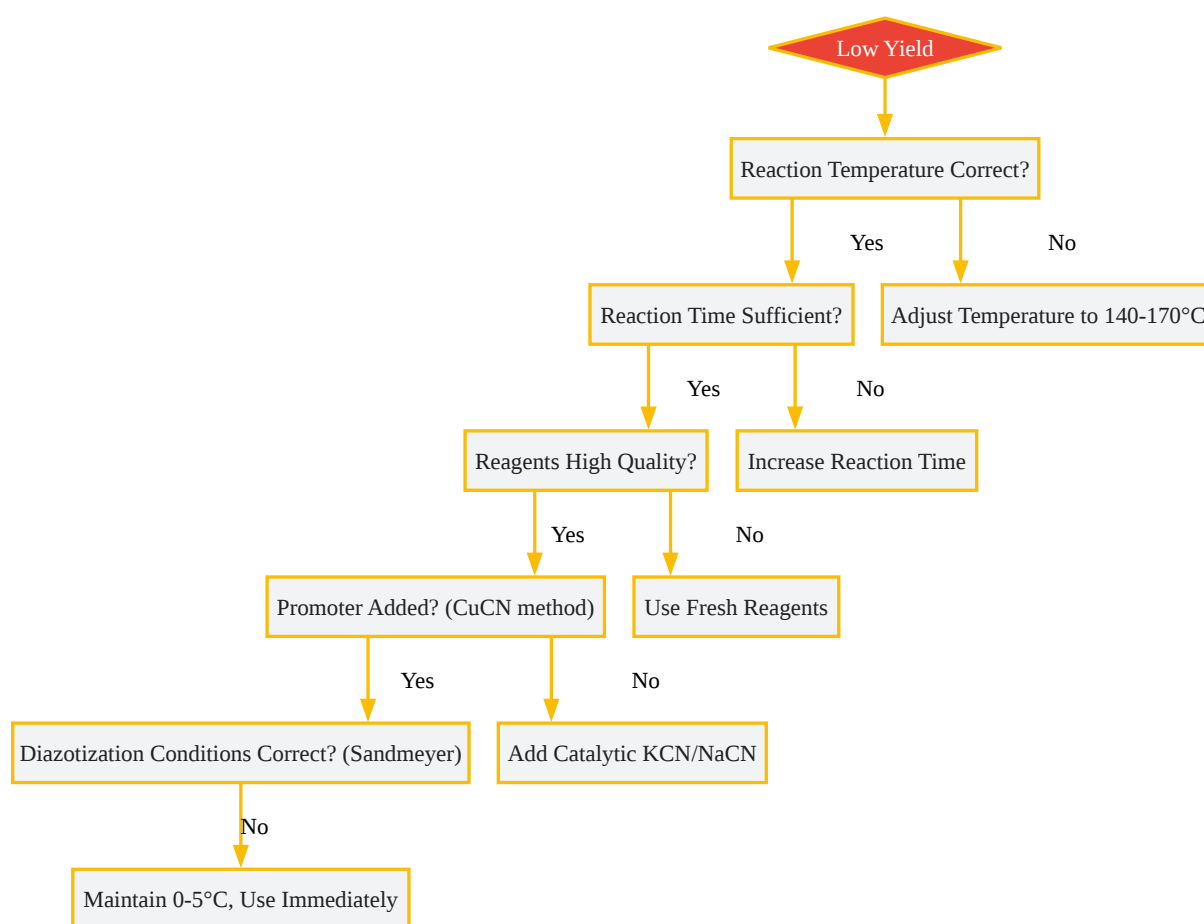 Low Yield
Reaction Temperature Correct?
Yes
No
Reaction Time Sufficient?
Adjust Temperature to 140-170°C
Yes
No
Reagents High Quality?
Increase Reaction Time
Yes
No
Promoter Added? (CuCN method)
Use Fresh Reagents
Yes
No
Diazotization Conditions Correct? (Sandmeyer)
Add Catalytic KCN/NaCN
No
Maintain 0-5°C, Use Immediately